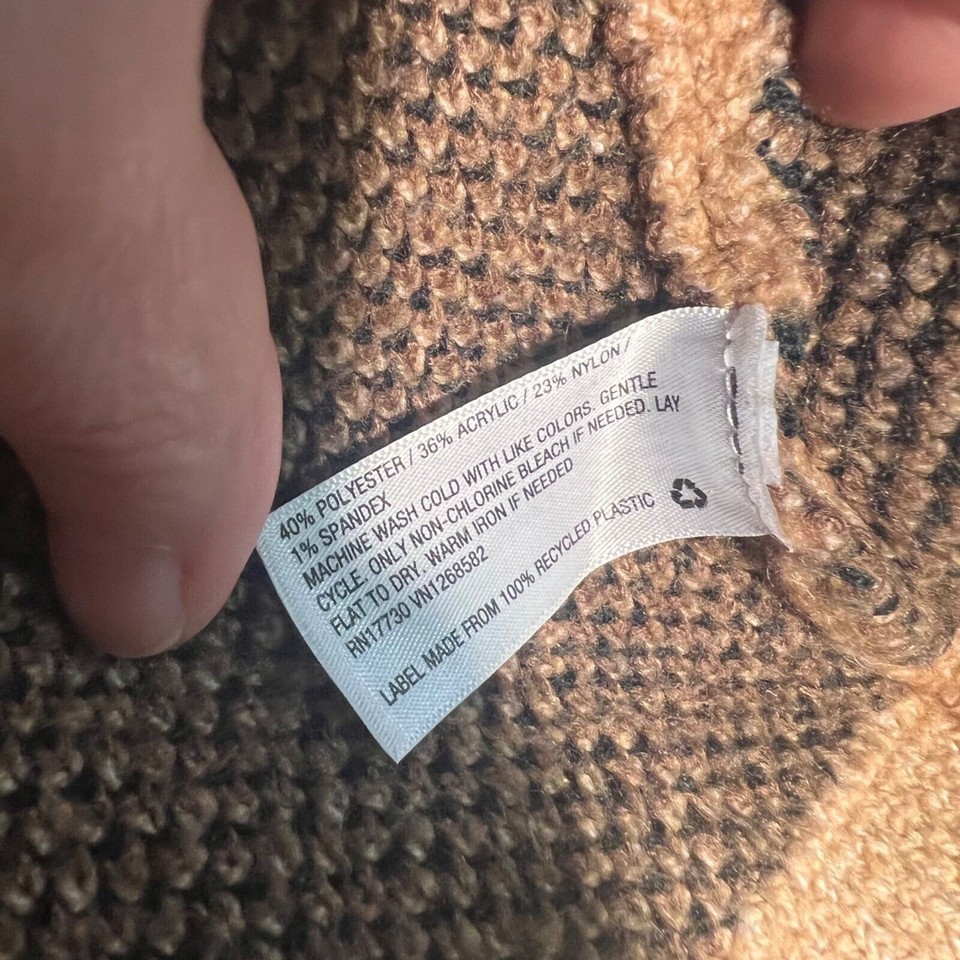 40% POLYESTER / 36% ACRYLIC / 23% NYLON /
1% SPANDEX
MACHINE WASH COLD WITH LIKE COLORS. GENTLE
CYCLE. ONLY NON-CHLORINE BLEACH IF NEEDED. LAY
FLAT TO DRY. WARM IRON IF NEEDED
RN17730 VN1268582
LABEL MADE FROM 100% RECYCLED PLASTIC